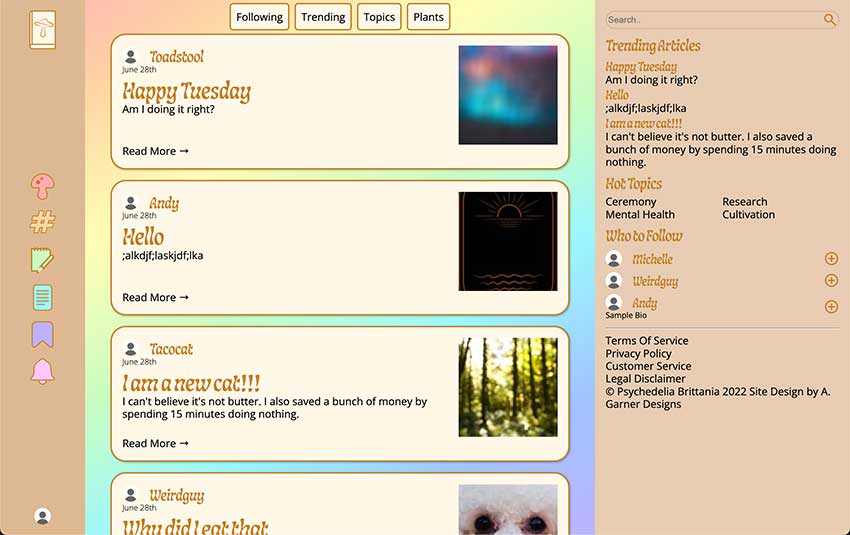 Following Trending Topics Plants
Toadstool
June 28th
Happy Tuesday
Am I doing it right?
Read More →
Andy
June 28th
Hello
;alkdjf;laskjdf;lka
Read More →
Tacocat
June 28th
I am a new cat!!!
I can't believe it's not butter. I also saved a bunch of money by
spending 15 minutes doing nothing.
Read More →
Weirdguy
June 28th
Why did I eat that
Search..
Trending Articles
Happy Tuesday
Am I doing it right?
Hello
;alkdjf;laskjdf;lka
I am a new cat!!!
I can't believe it's not butter. I also saved a
bunch of money by spending 15 minutes doing
nothing.
Hot Topics
Ceremony Research
Mental Health Cultivation
Who to Follow
Michelle
Weirdguy
Andy
Sample Bio
Terms Of Service
Privacy Policy
Customer Service
Legal Disclaimer
© Psychedelia Brittania 2022 Site Design by A.
Garner Designs